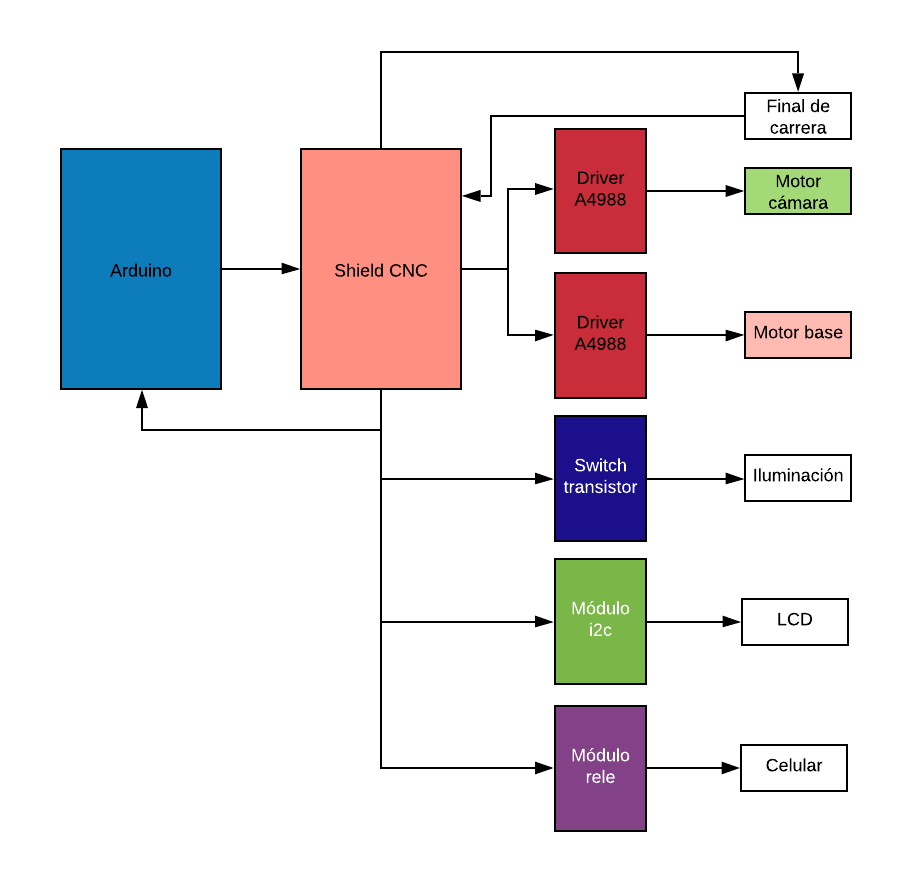 Final de
carrera
Motor
cámara
Driver
A4988
Arduino
Shield CNC
Driver
A4988
Motor base
Switch
transistor
Iluminación
Módulo
i2c
LCD
Módulo
rele
Celular